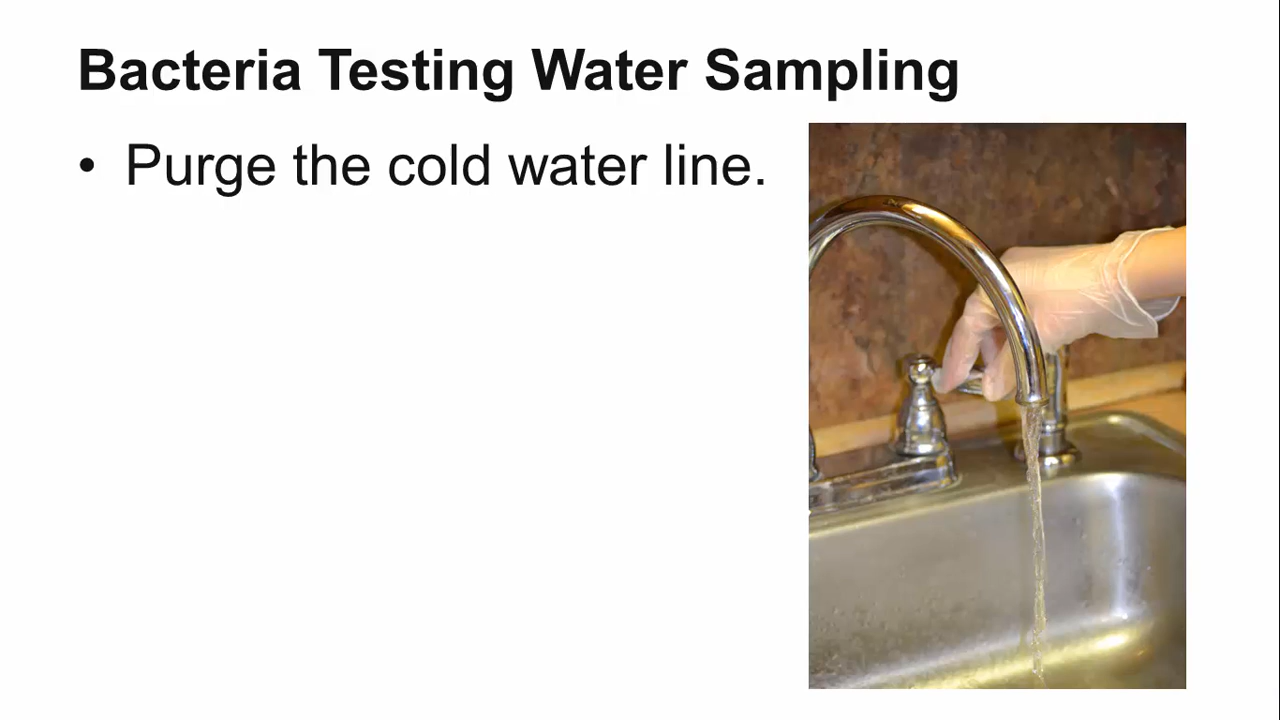 Bacteria Testing Water Sampling
• Purge the cold water line.